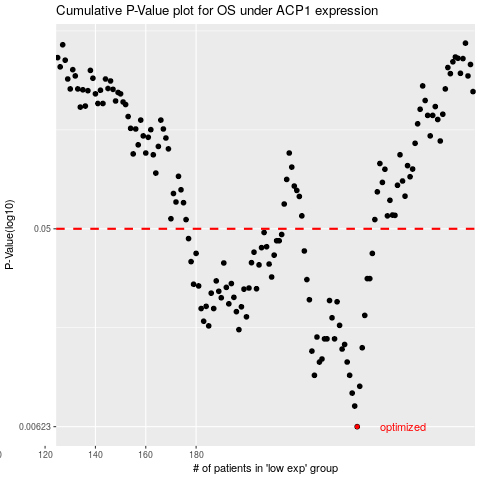 Cumulative P-Value plot for OS under ACP1 expression
P-Value(log10)
0.05
0.00623
optimized
0 120 140 160 180
# of patients in 'low exp' group